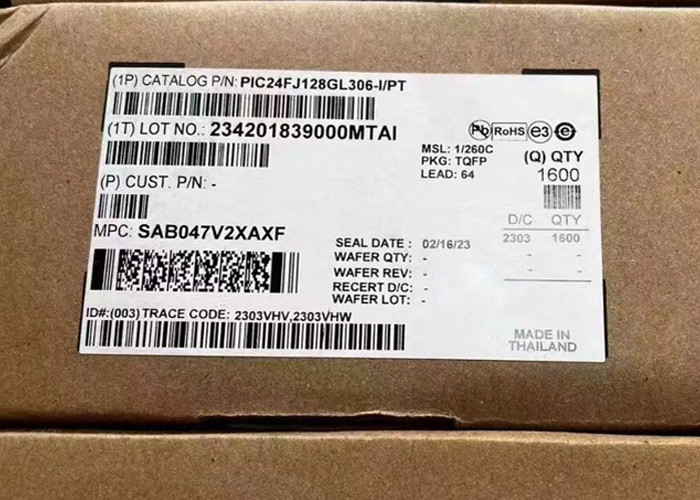 (1P) CATALOG P/N: PIC24FJ128GL306-I/PT
(1T) LOT NO.: 234201839000MTAI
Pb RoHS e3 e
MSL: 1/260C
PKG: TQFP
LEAD: 64
(Q) QTY
1600
(P) CUST. P/N: -
MPC: SAB047V2XAXF
D/C QTY
2303 1600
- -
- -
SEAL DATE : 02/16/23
WAFER QTY: -
WAFER REV: -
RECERT D/C: -
WAFER LOT: -
ID#:(003) TRACE CODE: 2303VHV,2303VHW
MADE IN
THAILAND